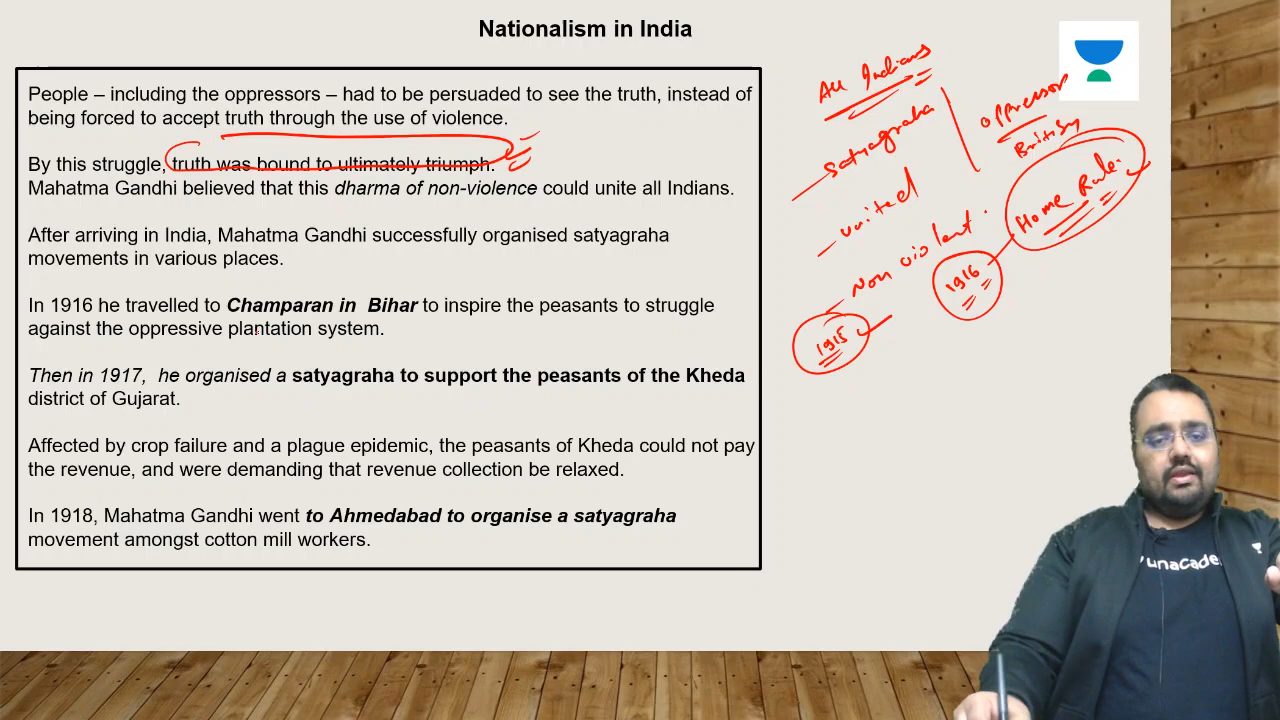 Nationalism in India
People – including the oppressors – had to be persuaded to see the truth, instead of
being forced to accept truth through the use of violence.
By this struggle, truth was bound to ultimately triumph.
Mahatma Gandhi believed that this dharma of non-violence could unite all Indians.
After arriving in India, Mahatma Gandhi successfully organised satyagraha
movements in various places.
In 1916 he travelled to Champaran in Bihar to inspire the peasants to struggle
against the oppressive plantation system.
Then in 1917, he organised a satyagraha to support the peasants of the Kheda
district of Gujarat.
Affected by crop failure and a plague epidemic, the peasants of Kheda could not pay
the revenue, and were demanding that revenue collection be relaxed.
In 1918, Mahatma Gandhi went to Ahmedabad to organise a satyagraha
movement amongst cotton mill workers.
All Indians
satyagraha
united
Non violent
1915
oppressor
British
Home Rule
1916
unacade